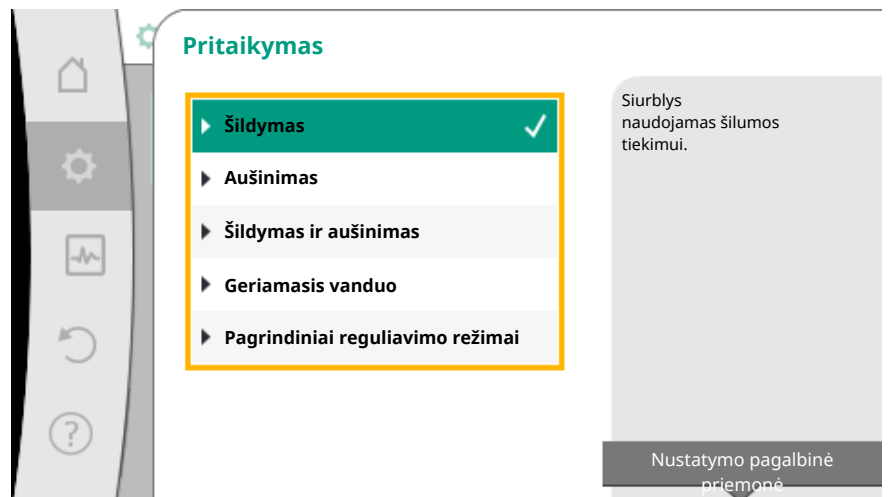 Pritaikymas
Šildymas
Aušinimas
Šildymas ir aušinimas
Geriamasis vanduo
Pagrindiniai reguliavimo režimai
Siurblys
naudojamas šilumos
tiekimui.
Nustatymo pagalbinė
priemonė
?